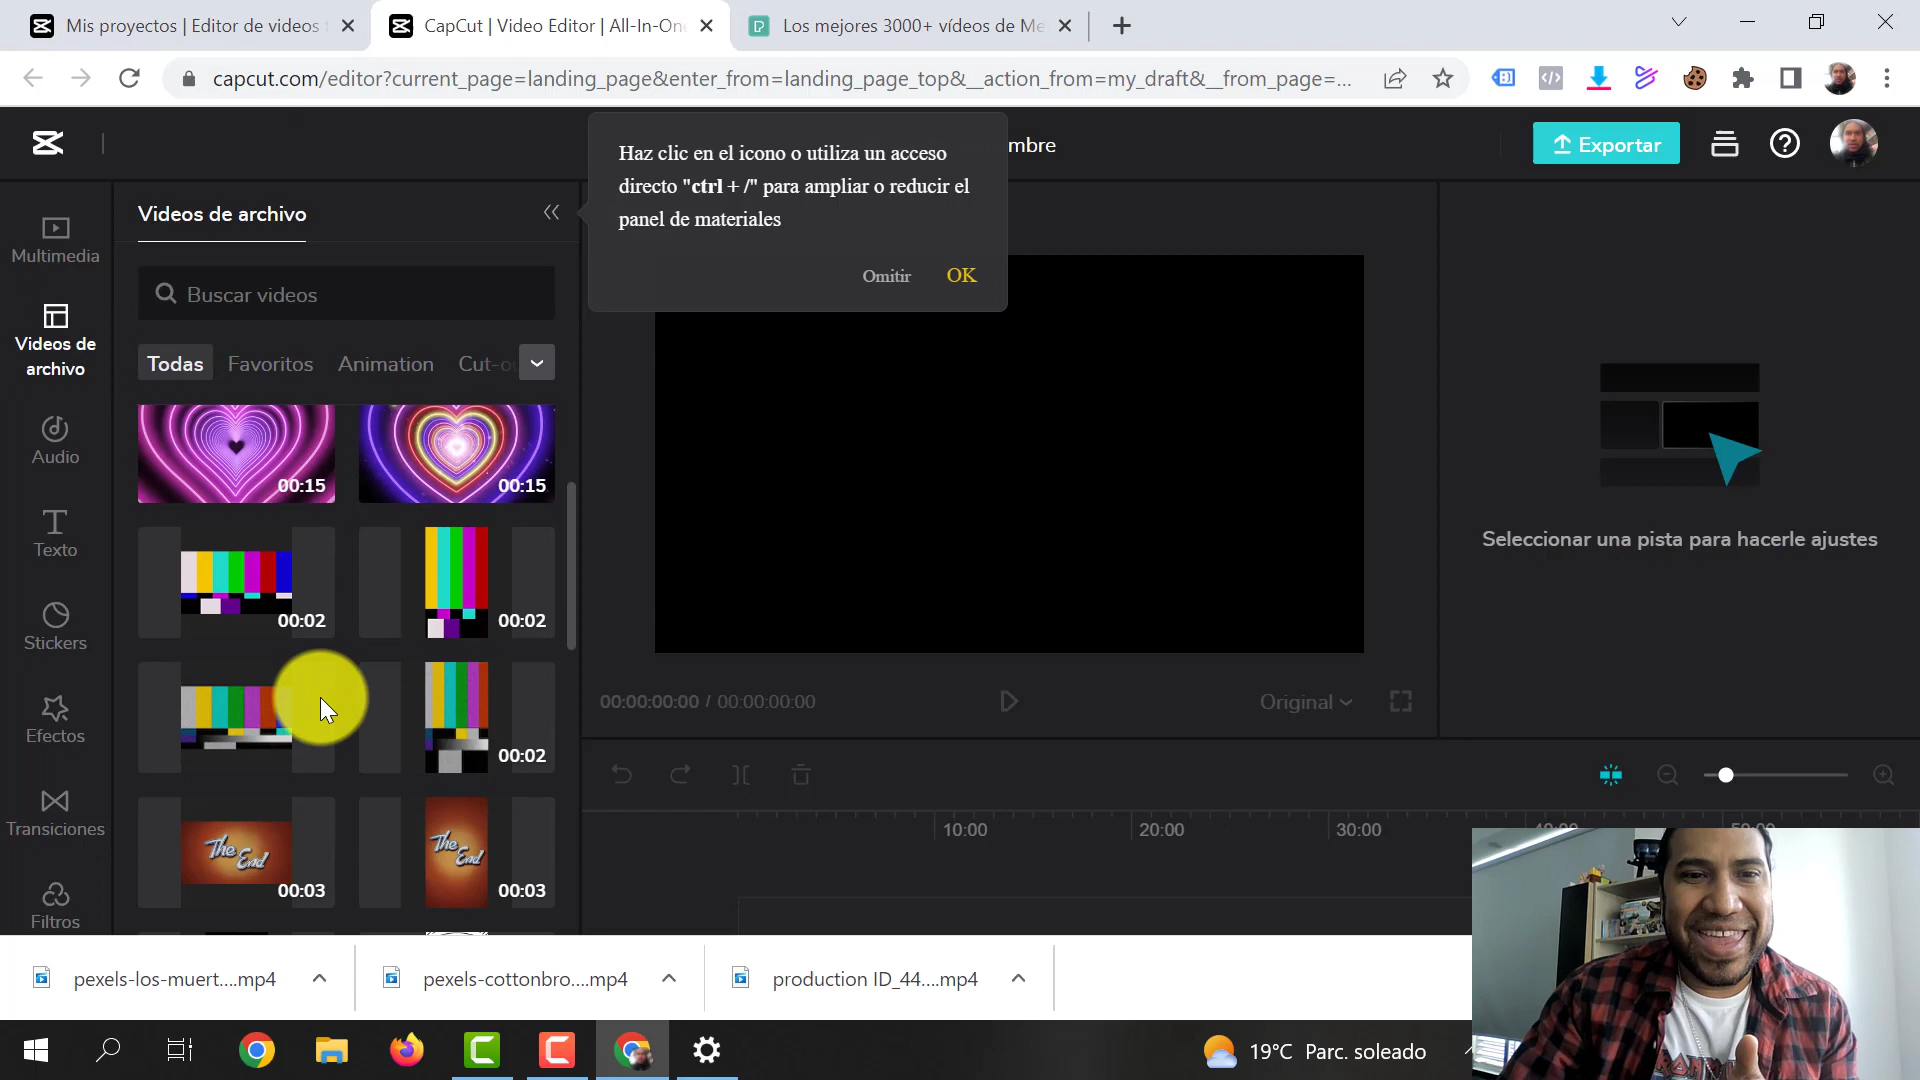 Mis proyectos | Editor de videos
CapCut | Video Editor | All-In-On
Los mejores 3000+ vídeos de Me
capcut.com/editor?current_page=landing_page&enter_from=landing_page_top&__action_from=my_draft&__from_page=...
Haz clic en el icono o utiliza un acceso
directo "ctrl + /" para ampliar o reducir el
panel de materiales
Omitir
OK
mbre
Exportar
Multimedia
Videos de
archivo
Audio
Texto
Stickers
Efectos
Transiciones
Filtros
Videos de archivo
Buscar videos
Todas
Favoritos
Animation
Cut-o
00:15
00:15
00:02
00:02
00:02
The End
00:03
The End
00:03
00:00:00:00 / 00:00:00:00
Original
Seleccionar una pista para hacerle ajustes
10:00
20:00
30:00
pexels-los-muert....mp4
pexels-cottonbro....mp4
production ID_44....mp4
19°C Parc. soleado